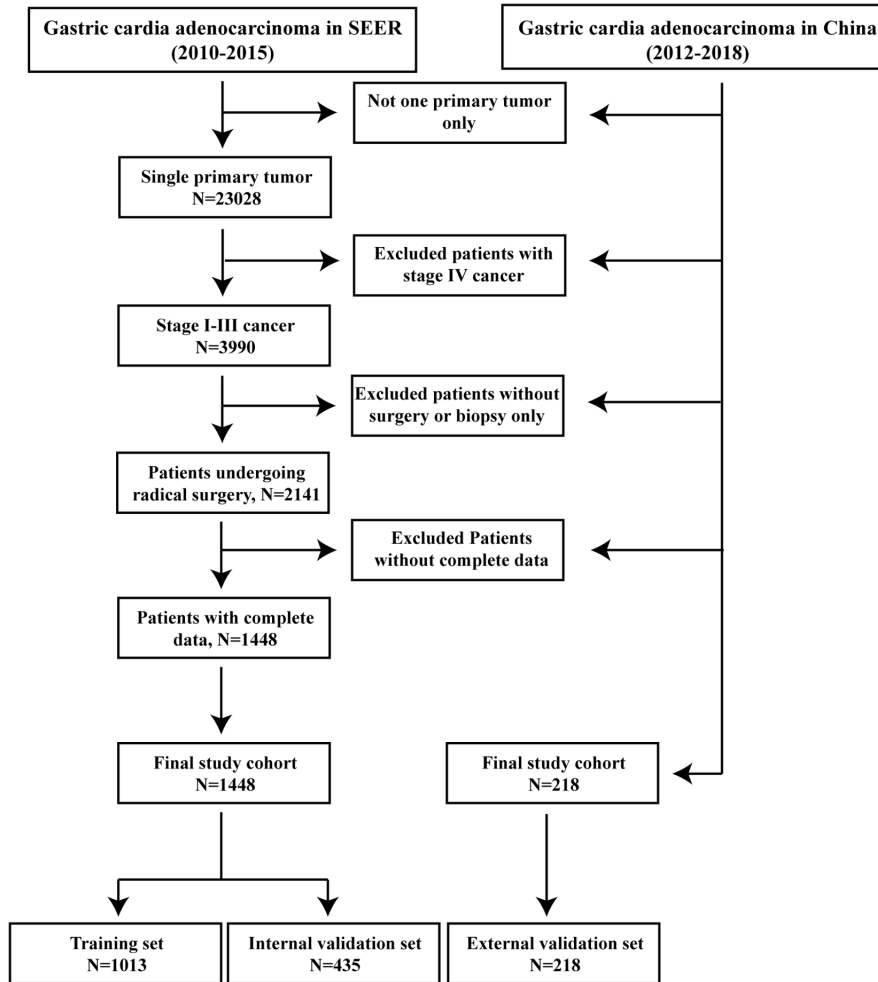 Gastric cardia adenocarcinoma in SEER
(2010-2015)
Gastric cardia adenocarcinoma in China
(2012-2018)
Not one primary tumor
only
Single primary tumor
N=23028
Excluded patients with
stage IV cancer
Stage I-III cancer
N=3990
Excluded patients without
surgery or biopsy only
Patients undergoing
radical surgery, N=2141
Excluded Patients
without complete data
Patients with complete
data, N=1448
Final study cohort
N=1448
Final study cohort
N=218
Training set
N=1013
Internal validation set
N=435
External validation set
N=218